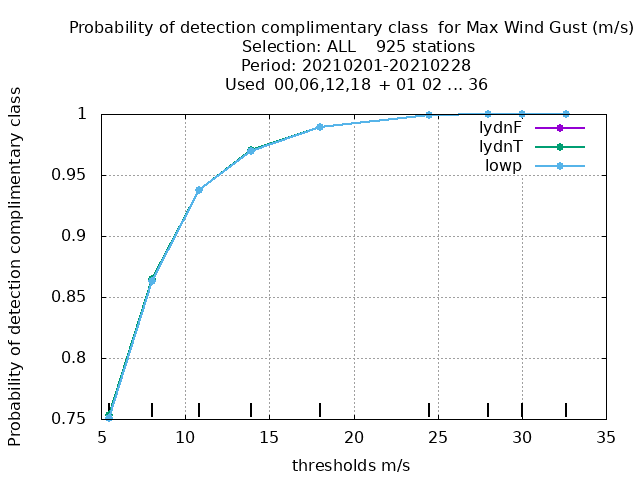 Probability of detection complimentary class  for Max Wind Gust (m/s)
Selection: ALL    925 stations
Period: 20210201-20210228
Used  00,06,12,18  + 01 02 ... 36
Probability of detection complimentary class
1
0.95
0.9
0.85
0.8
0.75
lydnF
lydnT
lowp
5 10 15 20 25 30 35
thresholds m/s